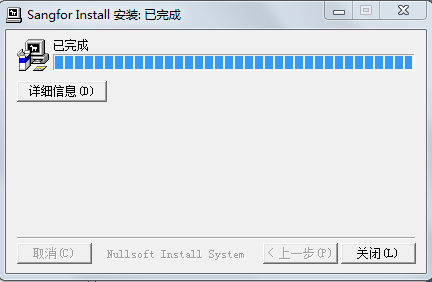 Sangfor Install 安装: 已完成
已完成
详细信息(D)
取消(C)
Nullsoft Install System
< 上一步(P)
关闭(L)